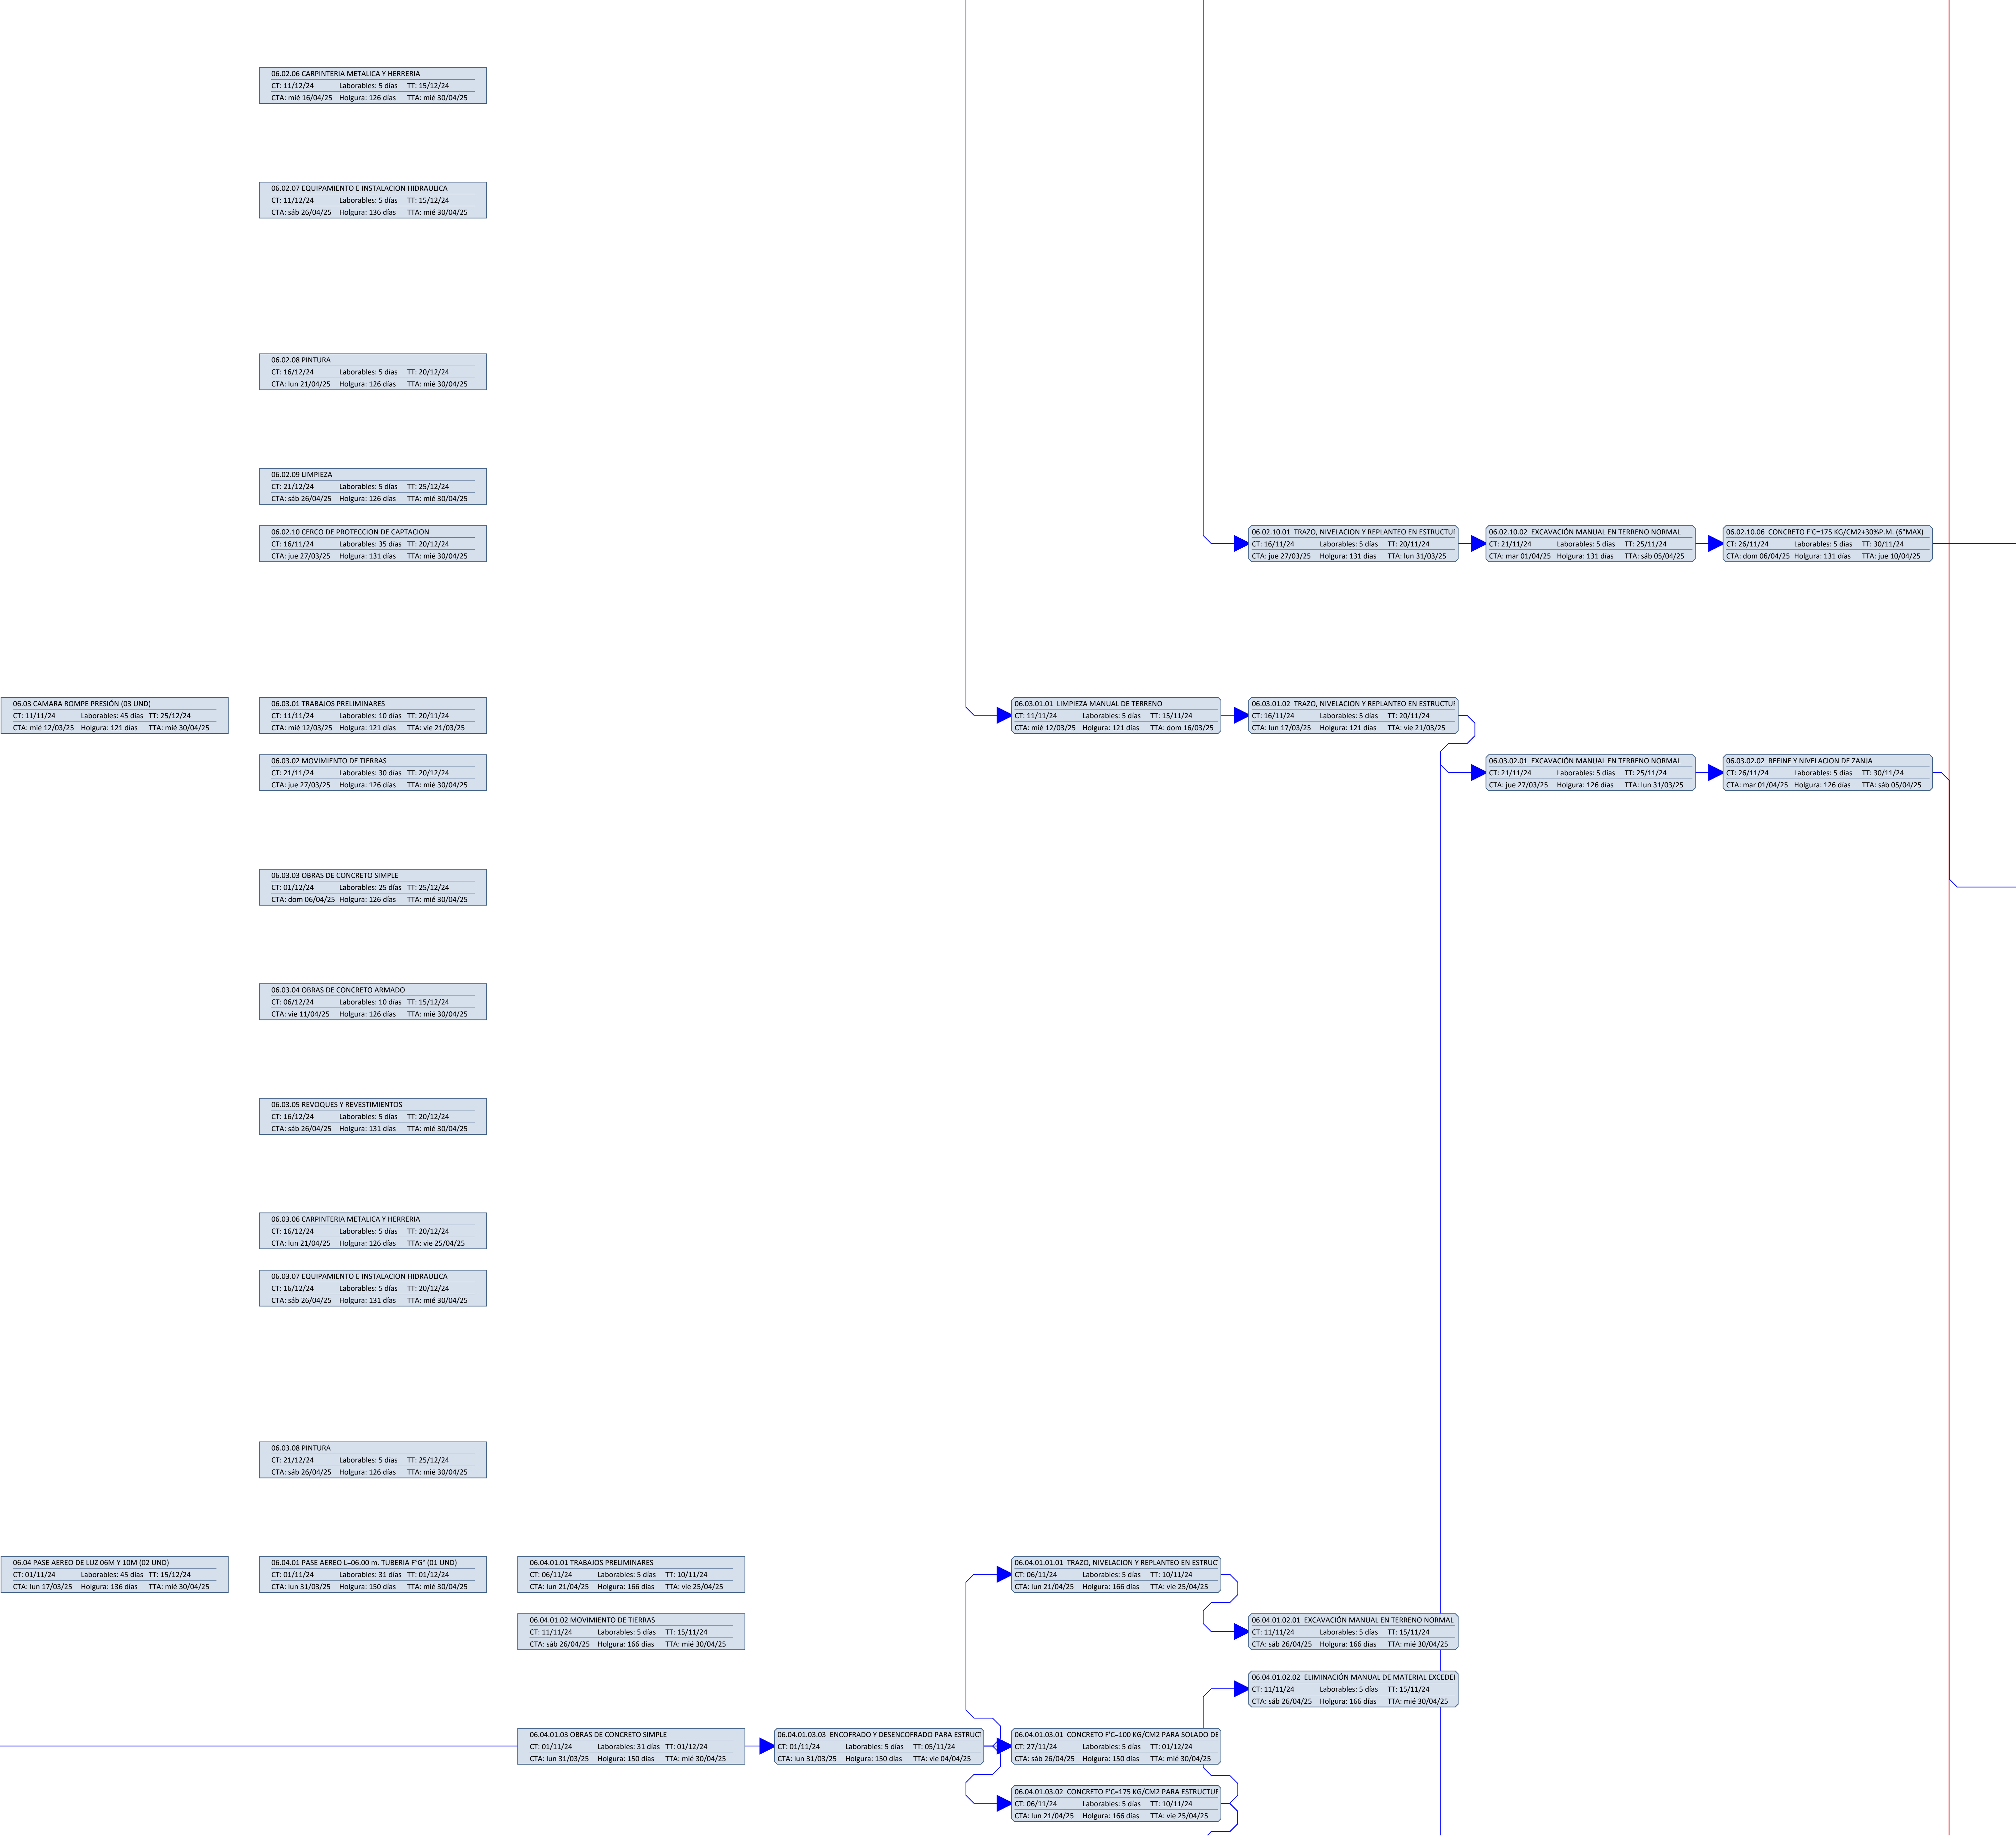 06.02.06 CARPINTERIA METALICA Y HERRERIA
CT: 11/12/24 Laborables: 5 días TT: 15/12/24
CTA: mié 16/04/25 Holgura: 126 días TTA: mié 30/04/25
06.02.07 EQUIPAMIENTO E INSTALACION HIDRAULICA
CT: 11/12/24 Laborables: 5 días TT: 15/12/24
CTA: sáb 26/04/25 Holgura: 136 días TTA: mié 30/04/25
06.02.08 PINTURA
CT: 16/12/24 Laborables: 5 días TT: 20/12/24
CTA: lun 21/04/25 Holgura: 126 días TTA: mié 30/04/25
06.02.09 LIMPIEZA
CT: 21/12/24 Laborables: 5 días TT: 25/12/24
CTA: sáb 26/04/25 Holgura: 126 días TTA: mié 30/04/25
06.02.10 CERCO DE PROTECCION DE CAPTACION
CT: 16/11/24 Laborables: 35 días TT: 20/12/24
CTA: jue 27/03/25 Holgura: 131 días TTA: mié 30/04/25
06.02.10.01 TRAZO, NIVELACION Y REPLANTEO EN ESTRUCTUR
CT: 16/11/24 Laborables: 5 días TT: 20/11/24
CTA: jue 27/03/25 Holgura: 131 días TTA: lun 31/03/25
06.02.10.02 EXCAVACIÓN MANUAL EN TERRENO NORMAL
CT: 21/11/24 Laborables: 5 días TT: 25/11/24
CTA: mar 01/04/25 Holgura: 131 días TTA: sáb 05/04/25
06.02.10.06 CONCRETO F'C=175 KG/CM2+30%P.M. (6"MAX)
CT: 26/11/24 Laborables: 5 días TT: 30/11/24
CTA: dom 06/04/25 Holgura: 131 días TTA: jue 10/04/25
06.03 CAMARA ROMPE PRESIÓN (03 UND)
CT: 11/11/24 Laborables: 45 días TT: 25/12/24
CTA: mié 12/03/25 Holgura: 121 días TTA: mié 30/04/25
06.03.01 TRABAJOS PRELIMINARES
CT: 11/11/24 Laborables: 10 días TT: 20/11/24
CTA: mié 12/03/25 Holgura: 121 días TTA: vie 21/03/25
06.03.01.01 LIMPIEZA MANUAL DE TERRENO
CT: 11/11/24 Laborables: 5 días TT: 15/11/24
CTA: mié 12/03/25 Holgura: 121 días TTA: dom 16/03/25
06.03.01.02 TRAZO, NIVELACION Y REPLANTEO EN ESTRUCTUR
CT: 16/11/24 Laborables: 5 días TT: 20/11/24
CTA: lun 17/03/25 Holgura: 121 días TTA: vie 21/03/25
06.03.02 MOVIMIENTO DE TIERRAS
CT: 21/11/24 Laborables: 30 días TT: 20/12/24
CTA: jue 27/03/25 Holgura: 126 días TTA: mié 30/04/25
06.03.02.01 EXCAVACIÓN MANUAL EN TERRENO NORMAL
CT: 21/11/24 Laborables: 5 días TT: 25/11/24
CTA: jue 27/03/25 Holgura: 126 días TTA: lun 31/03/25
06.03.02.02 REFINE Y NIVELACION DE ZANJA
CT: 26/11/24 Laborables: 5 días TT: 30/11/24
CTA: mar 01/04/25 Holgura: 126 días TTA: sáb 05/04/25
06.03.03 OBRAS DE CONCRETO SIMPLE
CT: 01/12/24 Laborables: 25 días TT: 25/12/24
CTA: dom 06/04/25 Holgura: 126 días TTA: mié 30/04/25
06.03.04 OBRAS DE CONCRETO ARMADO
CT: 06/12/24 Laborables: 10 días TT: 15/12/24
CTA: vie 11/04/25 Holgura: 126 días TTA: mié 30/04/25
06.03.05 REVOQUES Y REVESTIMIENTOS
CT: 16/12/24 Laborables: 5 días TT: 20/12/24
CTA: sáb 26/04/25 Holgura: 131 días TTA: mié 30/04/25
06.03.06 CARPINTERIA METALICA Y HERRERIA
CT: 16/12/24 Laborables: 5 días TT: 20/12/24
CTA: lun 21/04/25 Holgura: 126 días TTA: vie 25/04/25
06.03.07 EQUIPAMIENTO E INSTALACION HIDRAULICA
CT: 16/12/24 Laborables: 5 días TT: 20/12/24
CTA: sáb 26/04/25 Holgura: 131 días TTA: mié 30/04/25
06.03.08 PINTURA
CT: 21/12/24 Laborables: 5 días TT: 25/12/24
CTA: sáb 26/04/25 Holgura: 126 días TTA: mié 30/04/25
06.04 PASE AEREO DE LUZ 06M Y 10M (02 UND)
CT: 01/11/24 Laborables: 45 días TT: 15/12/24
CTA: lun 17/03/25 Holgura: 136 días TTA: mié 30/04/25
06.04.01 PASE AEREO L=06.00 m. TUBERIA F°G° (01 UND)
CT: 01/11/24 Laborables: 31 días TT: 01/12/24
CTA: lun 31/03/25 Holgura: 150 días TTA: mié 30/04/25
06.04.01.01 TRABAJOS PRELIMINARES
CT: 06/11/24 Laborables: 5 días TT: 10/11/24
CTA: lun 21/04/25 Holgura: 166 días TTA: vie 25/04/25
06.04.01.01.01 TRAZO, NIVELACION Y REPLANTEO EN ESTRUC
CT: 06/11/24 Laborables: 5 días TT: 10/11/24
CTA: lun 21/04/25 Holgura: 166 días TTA: vie 25/04/25
06.04.01.02 MOVIMIENTO DE TIERRAS
CT: 11/11/24 Laborables: 5 días TT: 15/11/24
CTA: sáb 26/04/25 Holgura: 166 días TTA: mié 30/04/25
06.04.01.02.01 EXCAVACIÓN MANUAL EN TERRENO NORMAL
CT: 11/11/24 Laborables: 5 días TT: 15/11/24
CTA: sáb 26/04/25 Holgura: 166 días TTA: mié 30/04/25
06.04.01.02.02 ELIMINACIÓN MANUAL DE MATERIAL EXCEDEN
CT: 11/11/24 Laborables: 5 días TT: 15/11/24
CTA: sáb 26/04/25 Holgura: 166 días TTA: mié 30/04/25
06.04.01.03 OBRAS DE CONCRETO SIMPLE
CT: 01/11/24 Laborables: 31 días TT: 01/12/24
CTA: lun 31/03/25 Holgura: 150 días TTA: mié 30/04/25
06.04.01.03.03 ENCOFRADO Y DESENCOFRADO PARA ESTRUCT
CT: 01/11/24 Laborables: 5 días TT: 05/11/24
CTA: lun 31/03/25 Holgura: 150 días TTA: vie 04/04/25
06.04.01.03.01 CONCRETO F'C=100 KG/CM2 PARA SOLADO DE
CT: 27/11/24 Laborables: 5 días TT: 01/12/24
CTA: sáb 26/04/25 Holgura: 150 días TTA: mié 30/04/25
06.04.01.03.02 CONCRETO F'C=175 KG/CM2 PARA ESTRUCTUR
CT: 06/11/24 Laborables: 5 días TT: 10/11/24
CTA: lun 21/04/25 Holgura: 166 días TTA: vie 25/04/25